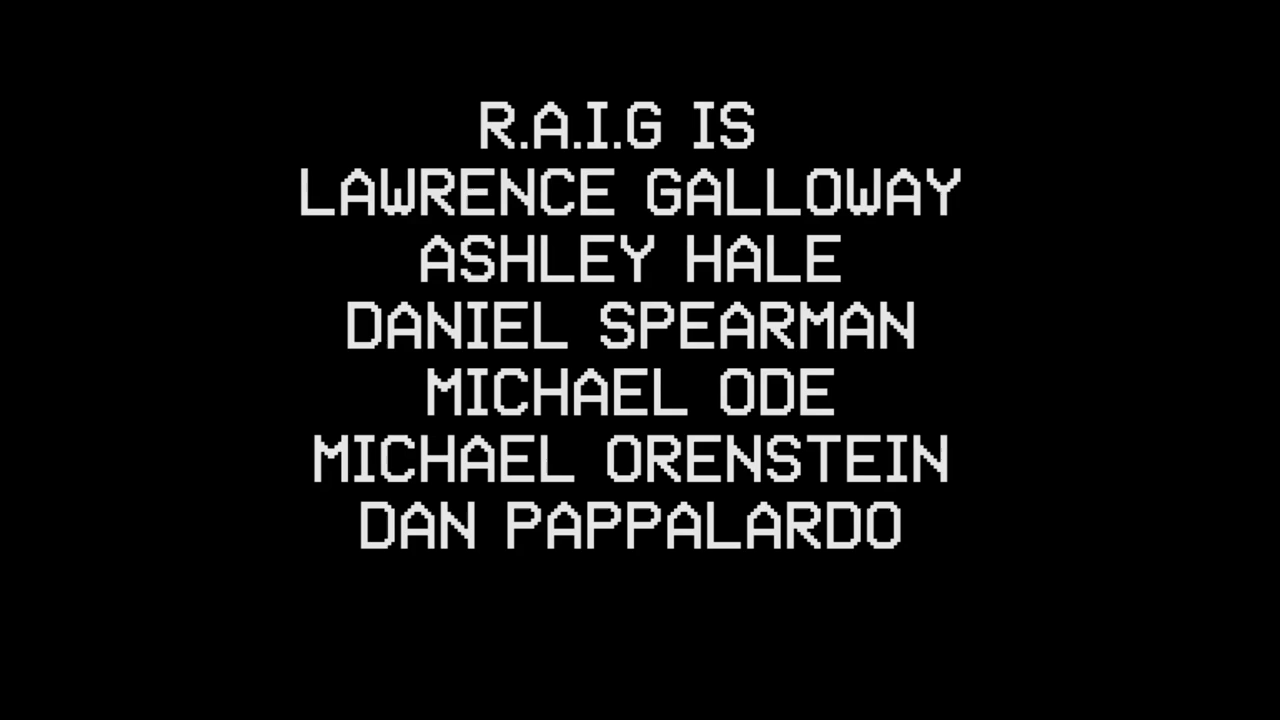 R.A.I.G IS
LAWRENCE GALLOWAY
ASHLEY HALE
DANIEL SPEARMAN
MICHAEL ODE
MICHAEL ORENSTEIN
DAN PAPPALARDO